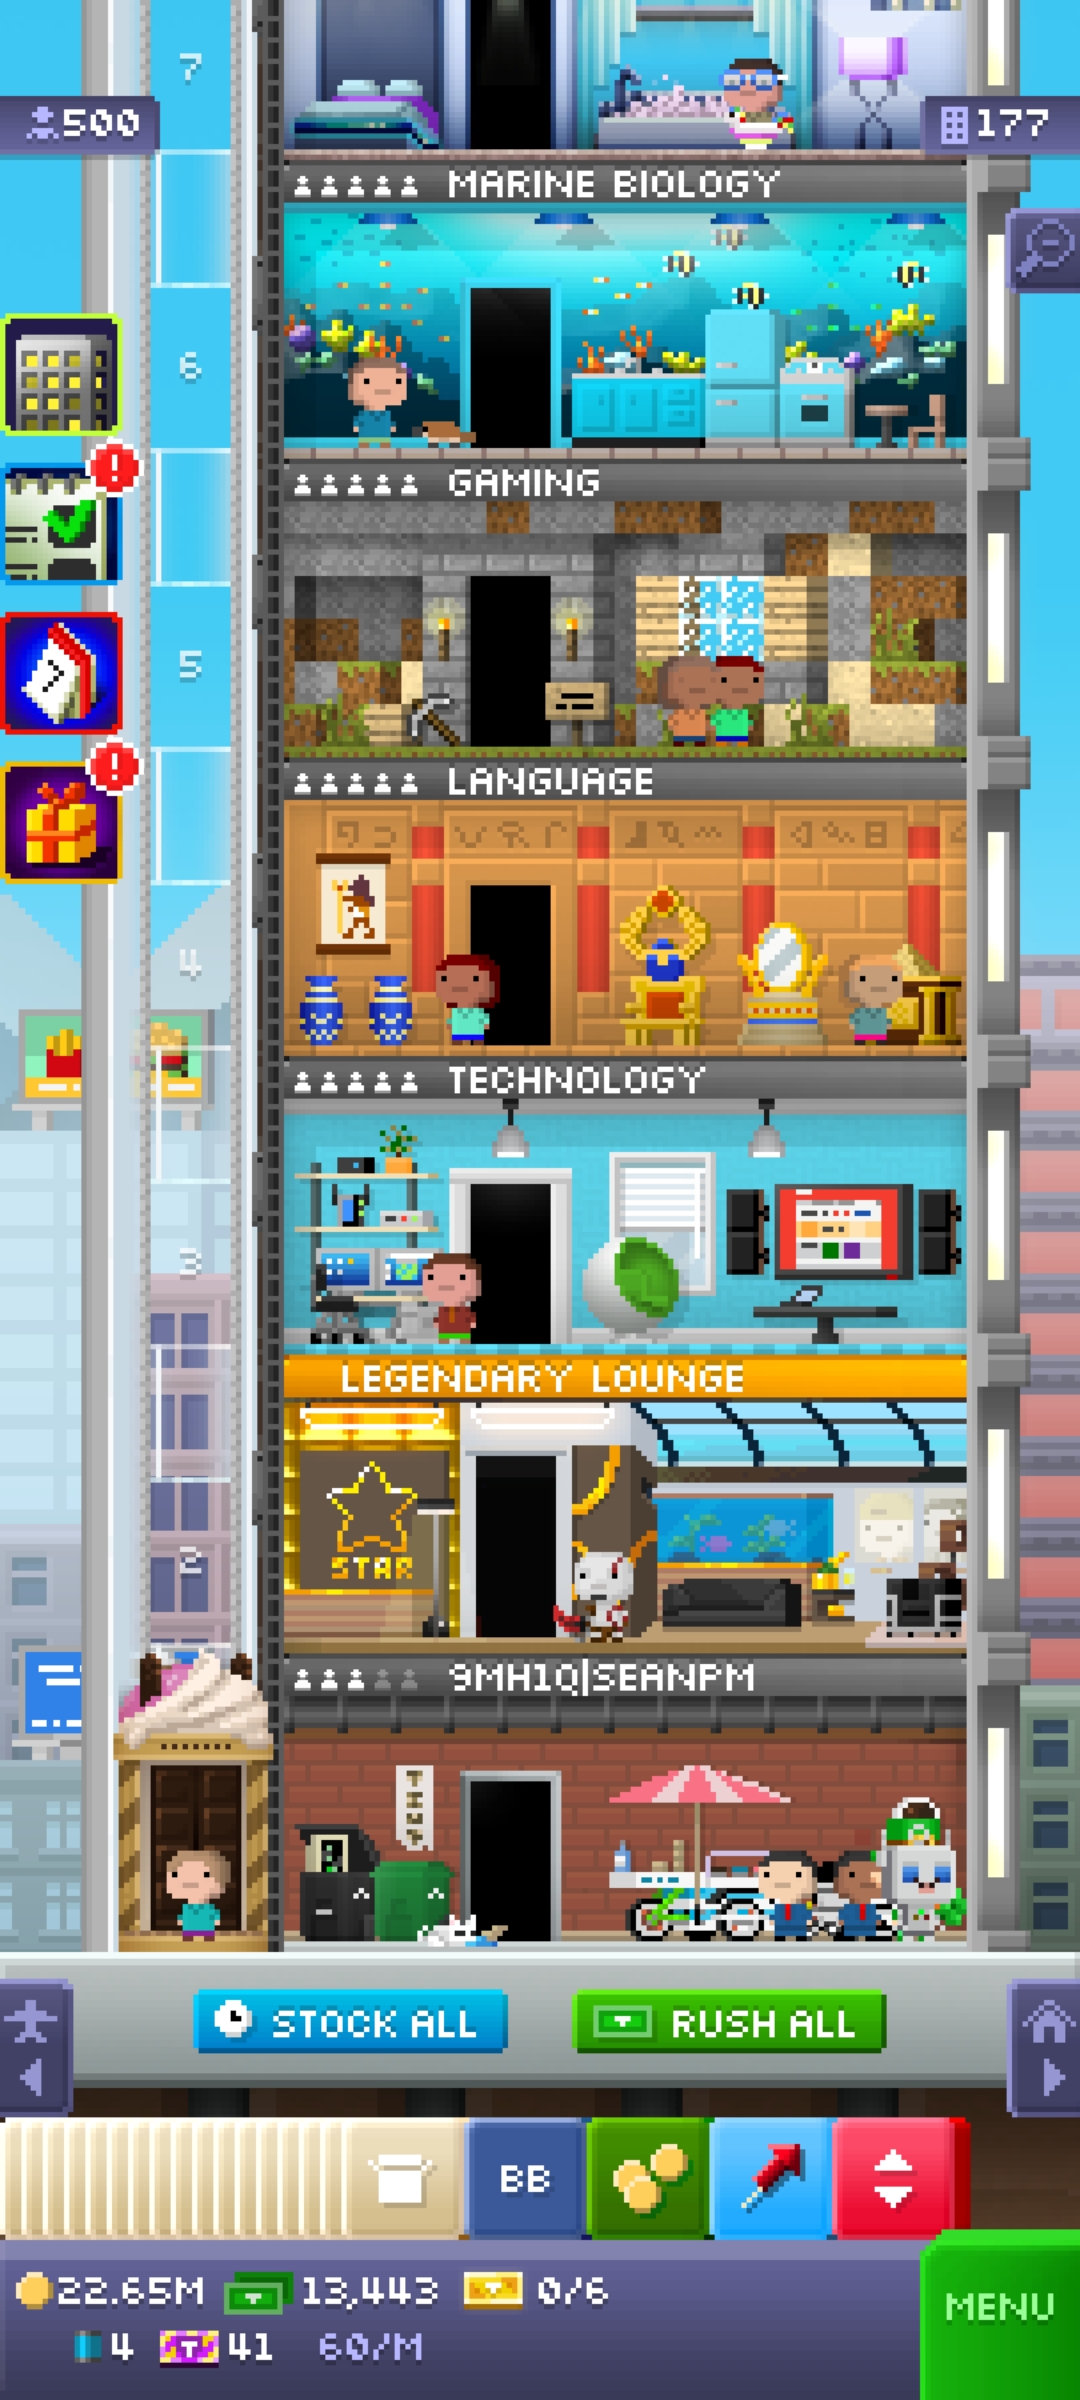 7
500
177
MARINE BIOLOGY
6
GAMING
5
LANGUAGE
4
TECHNOLOGY
3
LEGENDARY LOUNGE
STAR
2
9MH1Q|SEANPM
TINY
STOCK ALL
RUSH ALL
BB
22.65M
13,443
0/6
MENU
4
41
60/M